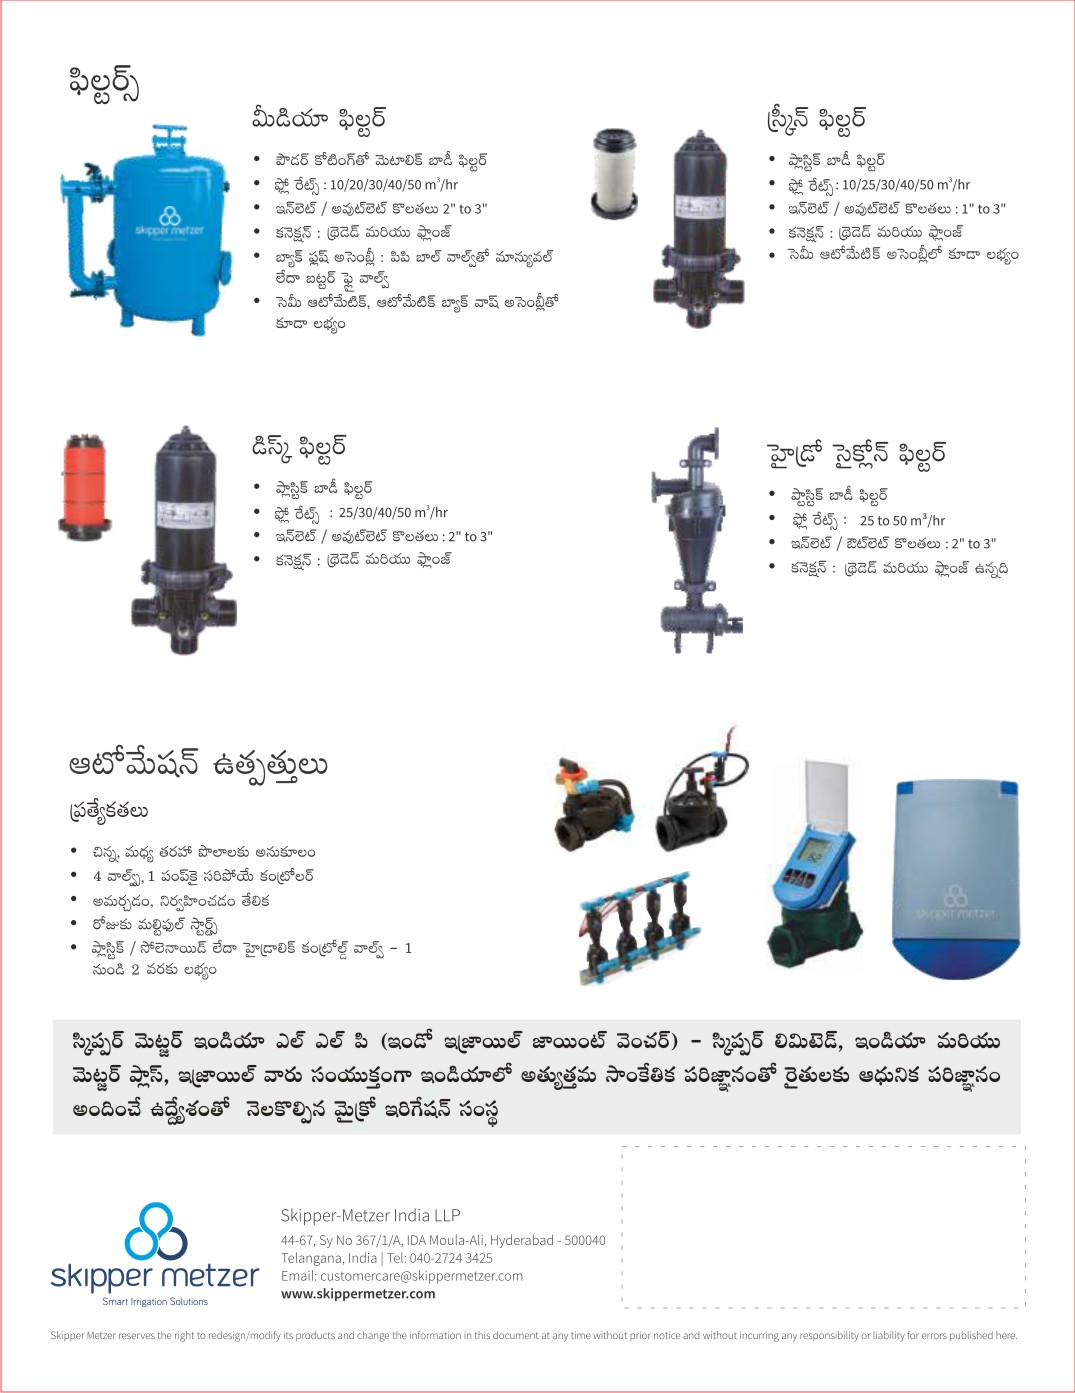 ఫిల్టర్స్
మీడియా ఫిల్టర్
• పౌడర్ కోటింగ్‌తో మెటాలిక్ బాడీ ఫిల్టర్
• ఫ్లో రేట్స్ : 10/20/30/40/50 m³/hr
• ఇన్‌లెట్ / అవుట్‌లెట్ కొలతలు 2" to 3"
• కనెక్షన్ : థ్రెడెడ్ మరియు ఫ్లాంజ్
• బ్యాక్ ఫ్లష్ అసెంబ్లీ : పిపి బాల్ వాల్వ్‌తో మాన్యువల్
లేదా బట్టర్ ఫ్లై వాల్వ్
• సెమీ ఆటోమేటిక్, ఆటోమేటిక్ బ్యాక్ వాష్ అసెంబ్లీతో
కూడా లభ్యం
skipper metzer
స్క్రీన్ ఫిల్టర్
• ప్లాస్టిక్ బాడీ ఫిల్టర్
• ఫ్లో రేట్స్ : 10/25/30/40/50 m³/hr
• ఇన్‌లెట్ / అవుట్‌లెట్ కొలతలు : 1" to 3"
• కనెక్షన్ : థ్రెడెడ్ మరియు ఫ్లాంజ్
• సెమీ ఆటోమేటిక్ అసెంబ్లీలో కూడా లభ్యం
డిస్క్ ఫిల్టర్
• ప్లాస్టిక్ బాడీ ఫిల్టర్
• ఫ్లో రేట్స్ : 25/30/40/50 m³/hr
• ఇన్‌లెట్ / అవుట్‌లెట్ కొలతలు : 2" to 3"
• కనెక్షన్ : థ్రెడెడ్ మరియు ఫ్లాంజ్
హైడ్రో సైక్లోన్ ఫిల్టర్
• ప్లాస్టిక్ బాడీ ఫిల్టర్
• ఫ్లో రేట్స్ : 25 to 50 m³/hr
• ఇన్‌లెట్ / ఔట్‌లెట్ కొలతలు : 2" to 3"
• కనెక్షన్ : థ్రెడెడ్ మరియు ఫ్లాంజ్ ఉన్నది
ఆటోమేషన్ ఉత్పత్తులు
ప్రత్యేకతలు
• చిన్న, మధ్య తరహా పొలాలకు అనుకూలం
• 4 వాల్వ్స్, 1 పంప్‌కై సరిపోయే కంట్రోలర్
• అమర్చడం, నిర్వహించడం తేలిక
• రోజుకు మల్టిపుల్ స్టార్ట్స్
• ప్లాస్టిక్ / సోలెనాయిడ్ లేదా హైడ్రాలిక్ కంట్రోల్డ్ వాల్వ్ – 1
నుండి 2 వరకు లభ్యం
skipper metzer
స్కిప్పర్ మెట్జర్ ఇండియా ఎల్ ఎల్ పి (ఇండో ఇజ్రాయిల్ జాయింట్ వెంచర్) – స్కిప్పర్ లిమిటెడ్, ఇండియా మరియు
మెట్జర్ ప్లాస్, ఇజ్రాయిల్ వారు సంయుక్తంగా ఇండియాలో అత్యుత్తమ సాంకేతిక పరిజ్ఞానంతో రైతులకు ఆధునిక పరిజ్ఞానం
అందించే ఉద్దేశంతో నెలకొల్పిన మైక్రో ఇరిగేషన్ సంస్థ
skipper metzer
Smart Irrigation Solutions
Skipper-Metzer India LLP
44-67, Sy No 367/1/A, IDA Moula-Ali, Hyderabad - 500040
Telangana, India | Tel: 040-2724 3425
Email: customercare@skippermetzer.com
www.skippermetzer.com
Skipper Metzer reserves the right to redesign/modify its products and change the information in this document at any time without prior notice and without incurring any responsibility or liability for errors published here.